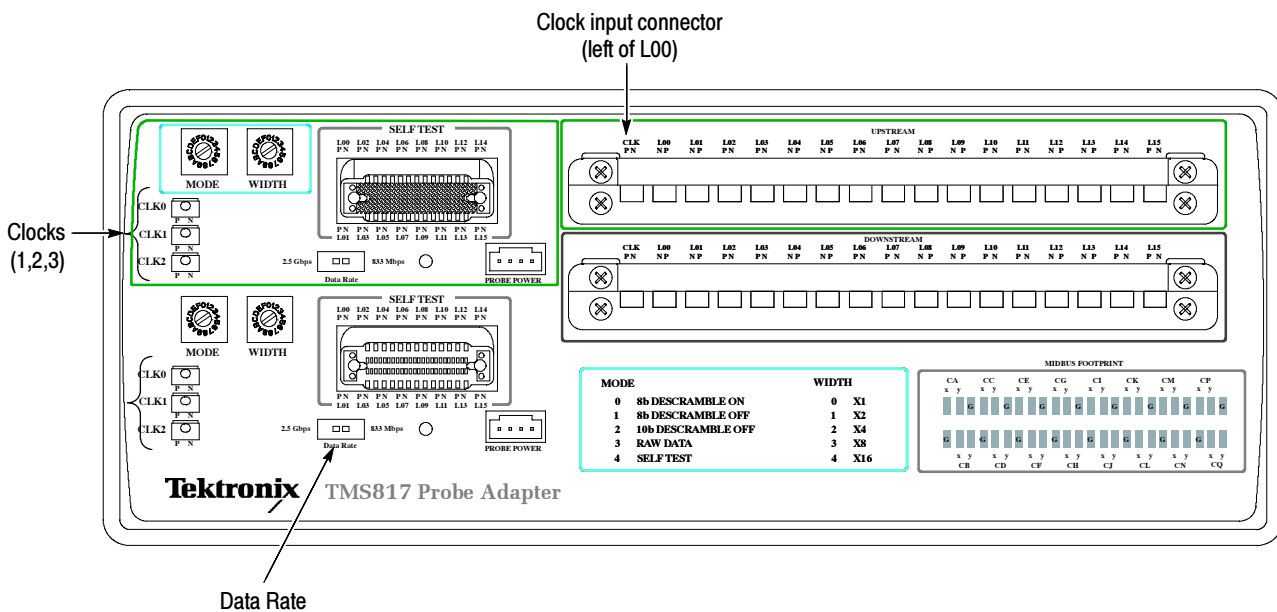 Clock input connector
(left of L00)
SELF TEST
L00 L02 L04 L06 L08 L10 L12 L14
P N P N P N P N P N P N P N P N
MODE
WIDTH
CLK0
P N
CLK1
P N
CLK2
P N
Clocks
(1,2,3)
P N P N P N P N P N P N P N P N
L01 L03 L05 L07 L09 L11 L13 L15
2.5 Gbps
833 Mbps
Data Rate
PROBE POWER
UPSTREAM
CLK L00 L01 L02 L03 L04 L05 L06 L07 L08 L09 L10 L11 L12 L13 L14 L15
P N N P N P N P N P N P N P N P N P N P N P N P N P N P N P N P N P
DOWNSTREAM
CLK L00 L01 L02 L03 L04 L05 L06 L07 L08 L09 L10 L11 L12 L13 L14 L15
P N N P N P N P N P N P N P N P N P N P N P N P N P N P N P N P N P
SELF TEST
L00 L02 L04 L06 L08 L10 L12 L14
P N P N P N P N P N P N P N P N
MODE
WIDTH
CLK0
P N
CLK1
P N
CLK2
P N
P N P N P N P N P N P N P N P N
L01 L03 L05 L07 L09 L11 L13 L15
2.5 Gbps
833 Mbps
Data Rate
PROBE POWER
MODE WIDTH
0 8b DESCRAMBLE ON 0 X1
1 8b DESCRAMBLE OFF 1 X2
2 10b DESCRAMBLE OFF 2 X4
3 RAW DATA 3 X8
4 SELF TEST 4 X16
MIDBUS FOOTPRINT
CA CC CE CG CI CK CM CP
x y x y x y x y x y x y x y x y
G G G G G G G G
G G G G G G G G
x y x y x y x y x y x y x y x y
CB CD CF CH CJ CL CN CQ
Tektronix TMS817 Probe Adapter
Data Rate